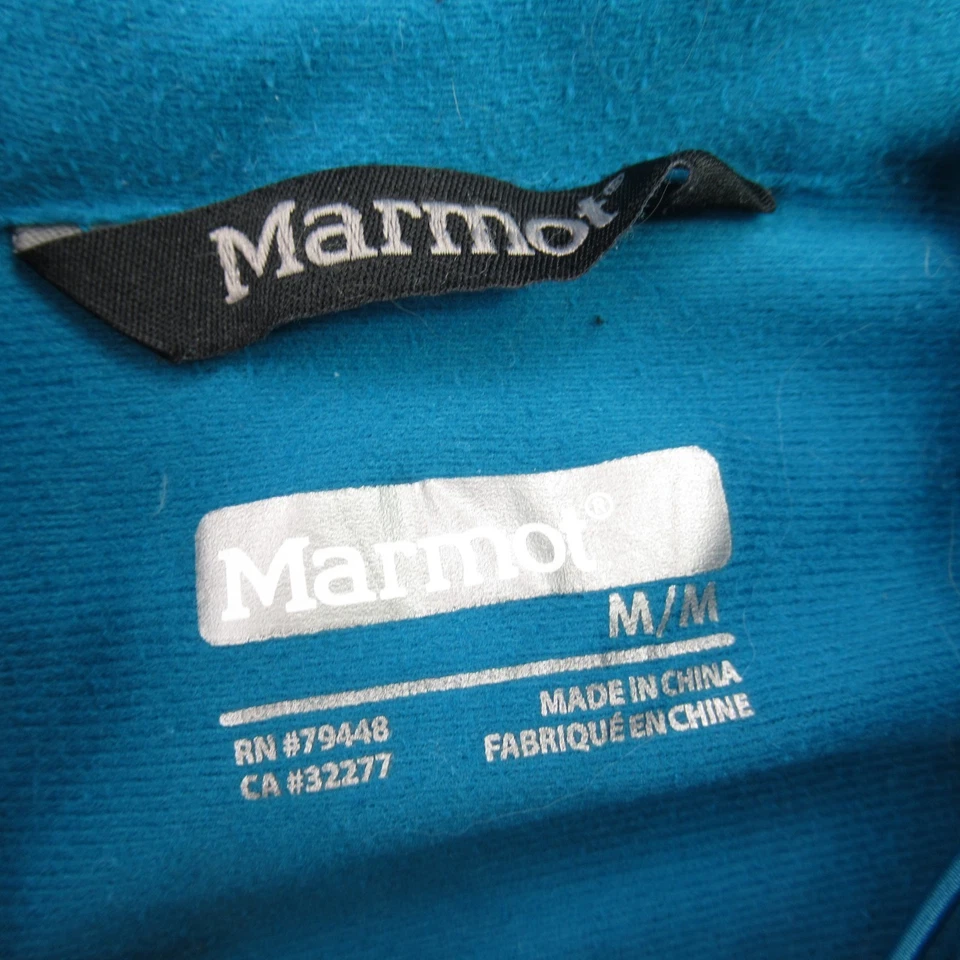 Marmot®
Marmot®
M/M
RN #79448
CA #32277
MADE IN CHINA
FABRIQUÉ EN CHINE